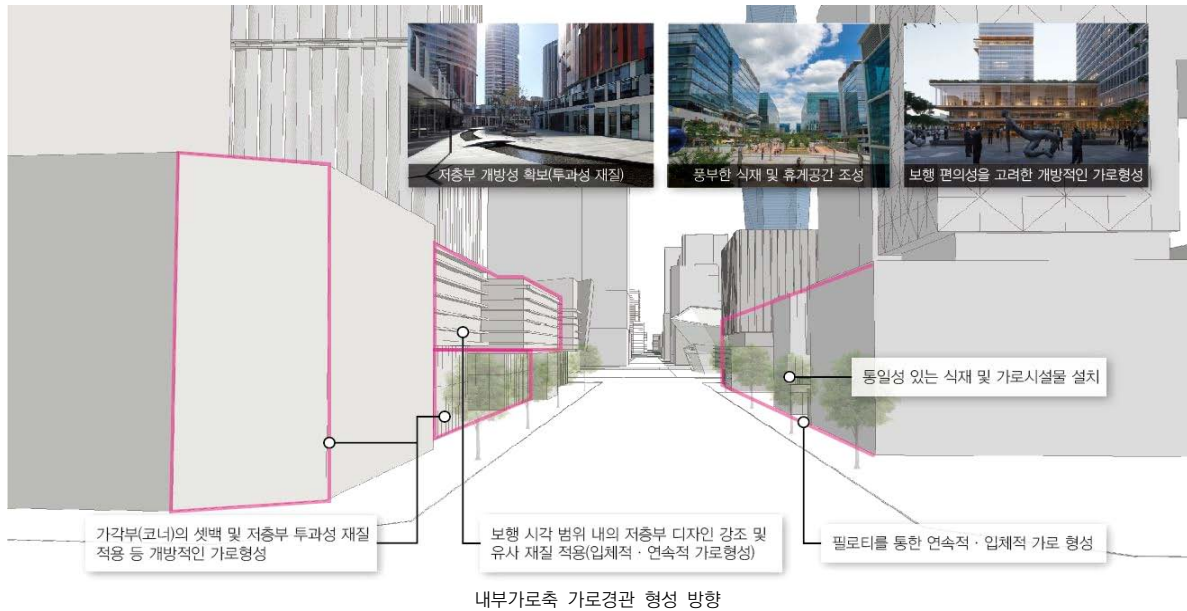 저층부 개방성 확보(투과성 재질)
풍부한 식재 및 휴게공간 조성
보행 편의성을 고려한 개방적인 가로형성
통일성 있는 식재 및 가로시설물 설치
가각부(코너)의 셋백 및 저층부 투과성 재질
적용 등 개방적인 가로형성
보행 시각 범위 내의 저층부 디자인 강조 및
유사 재질 적용(입체적 · 연속적 가로형성)
필로티를 통한 연속적 · 입체적 가로 형성
내부가로축 가로경관 형성 방향